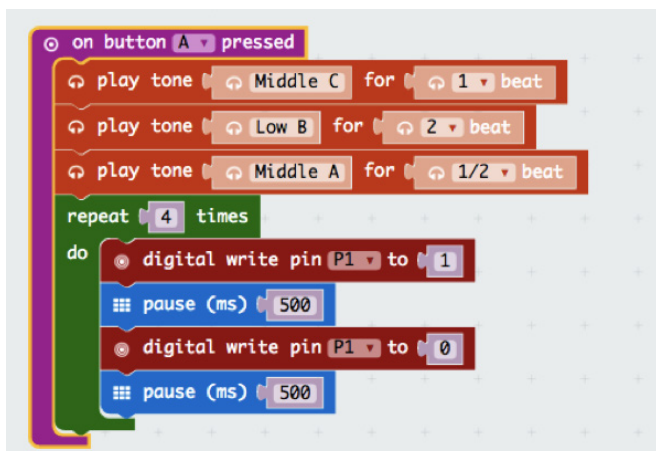 on button A pressed
play tone Middle C for 1 beat
play tone Low B for 2 beat
play tone Middle A for 1/2 beat
repeat 4 times
do digital write pin P1 to 1
pause (ms) 500
digital write pin P1 to 0
pause (ms) 500